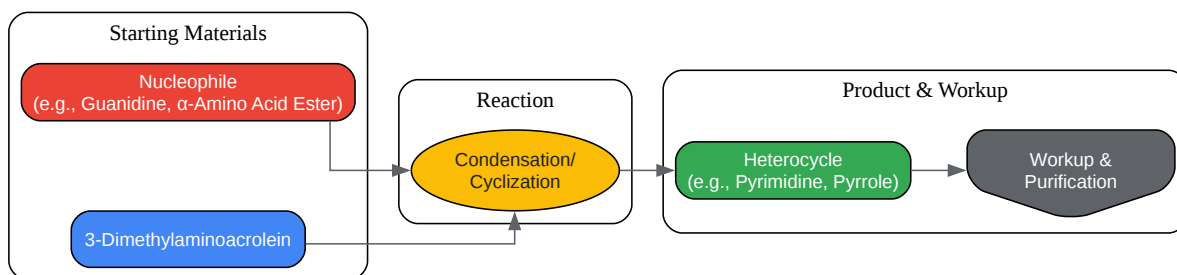 Starting Materials
Nucleophile
(e.g., Guanidine, α-Amino Acid Ester)
3-Dimethylaminoacrolein
Reaction
Condensation/
Cyclization
Product & Workup
Heterocycle
(e.g., Pyrimidine, Pyrrole)
Workup &
Purification